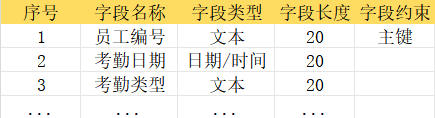 序号 字段名称 字段类型 字段长度 字段约束
1 员工编号 文本 20 主键
2 考勤日期 日期/时间 20
3 考勤类型 文本 20
... ... ... ... ...